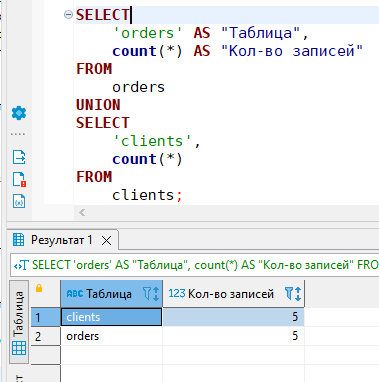 SELECT
'orders' AS "Таблица",
count(*) AS "Кол-во записей"
FROM
orders
UNION
SELECT
'clients',
count(*)
FROM
clients;
Результат 1
SELECT 'orders' AS "Таблица", count(*) AS "Кол-во записей" FRO
Таблица
ABC Таблица 123 Кол-во записей
1 clients 5
2 orders 5